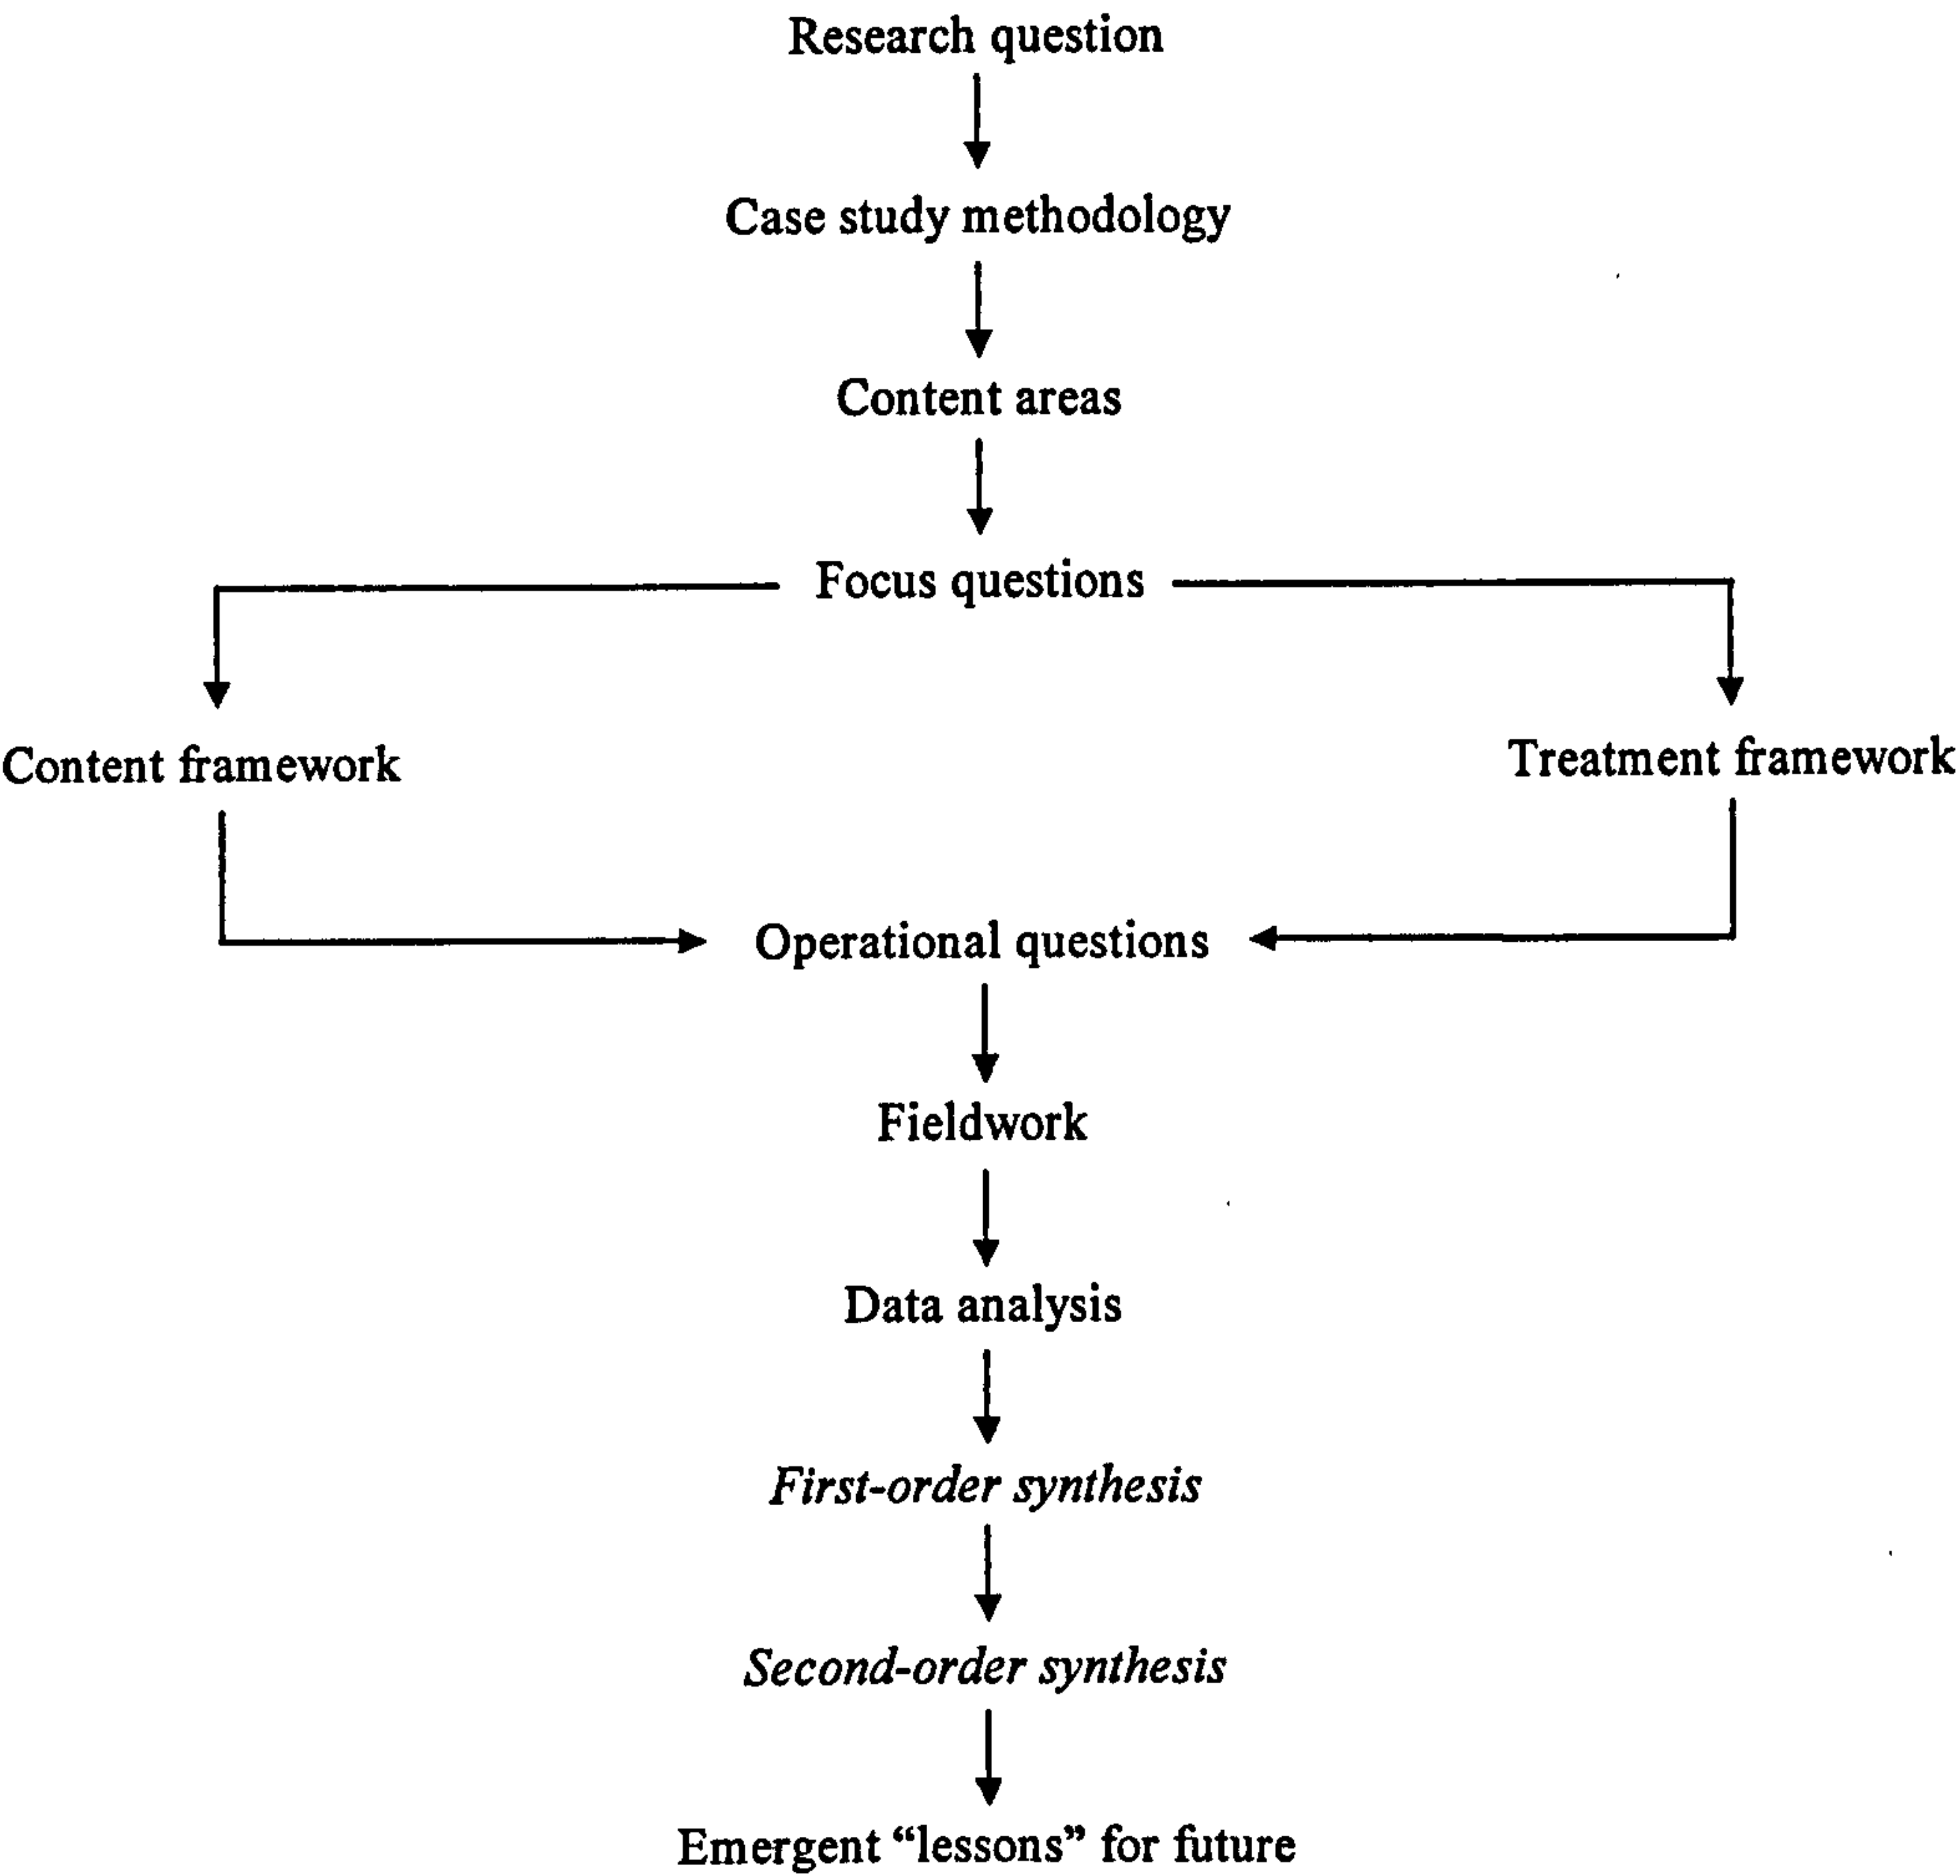 Research question
Case study methodology
Content areas
Focus questions
Content framework
Treatment framework
Operational questions
Fieldwork
Data analysis
First-order synthesis
Second-order synthesis
Emergent “lessons” for future